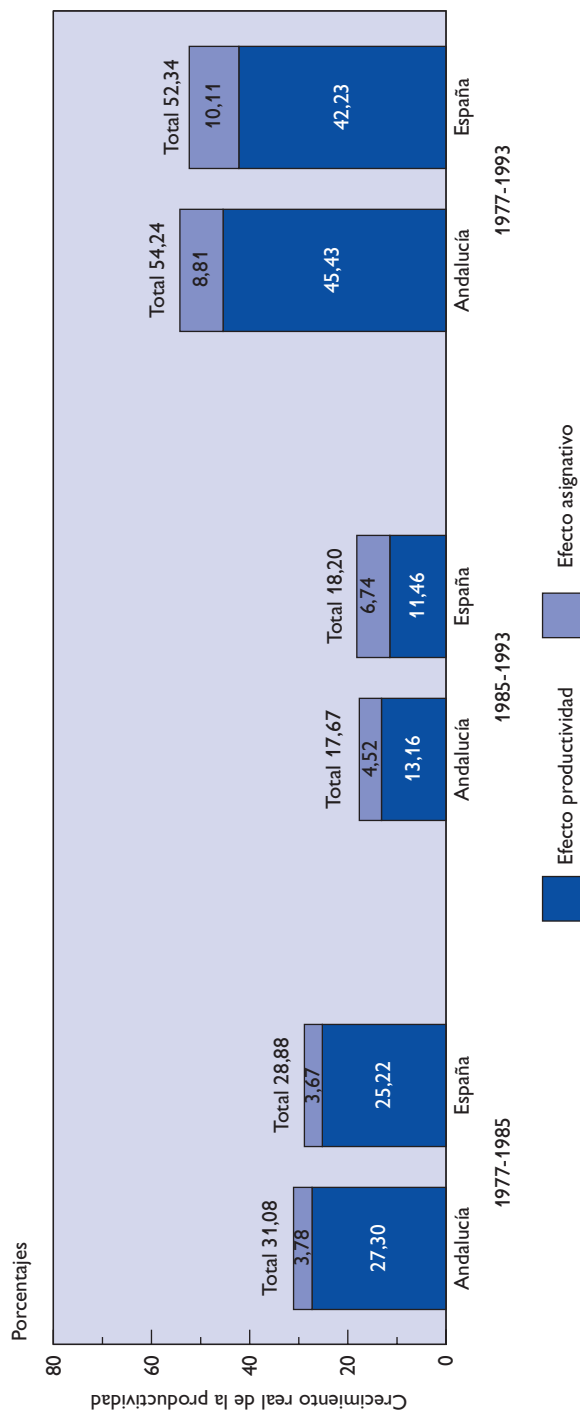 Porcentajes
Crecimiento real de la productividad
80
60
40
20
0
Total 31,08
3,78
27,30
Andalucía
Total 28,88
3,67
25,22
España
1977-1985
Total 17,67
4,52
13,16
Andalucía
Total 18,20
6,74
11,46
España
1985-1993
Total 54,24
8,81
45,43
Andalucía
Total 52,34
10,11
42,23
España
1977-1993
Efecto productividad
Efecto asignativo